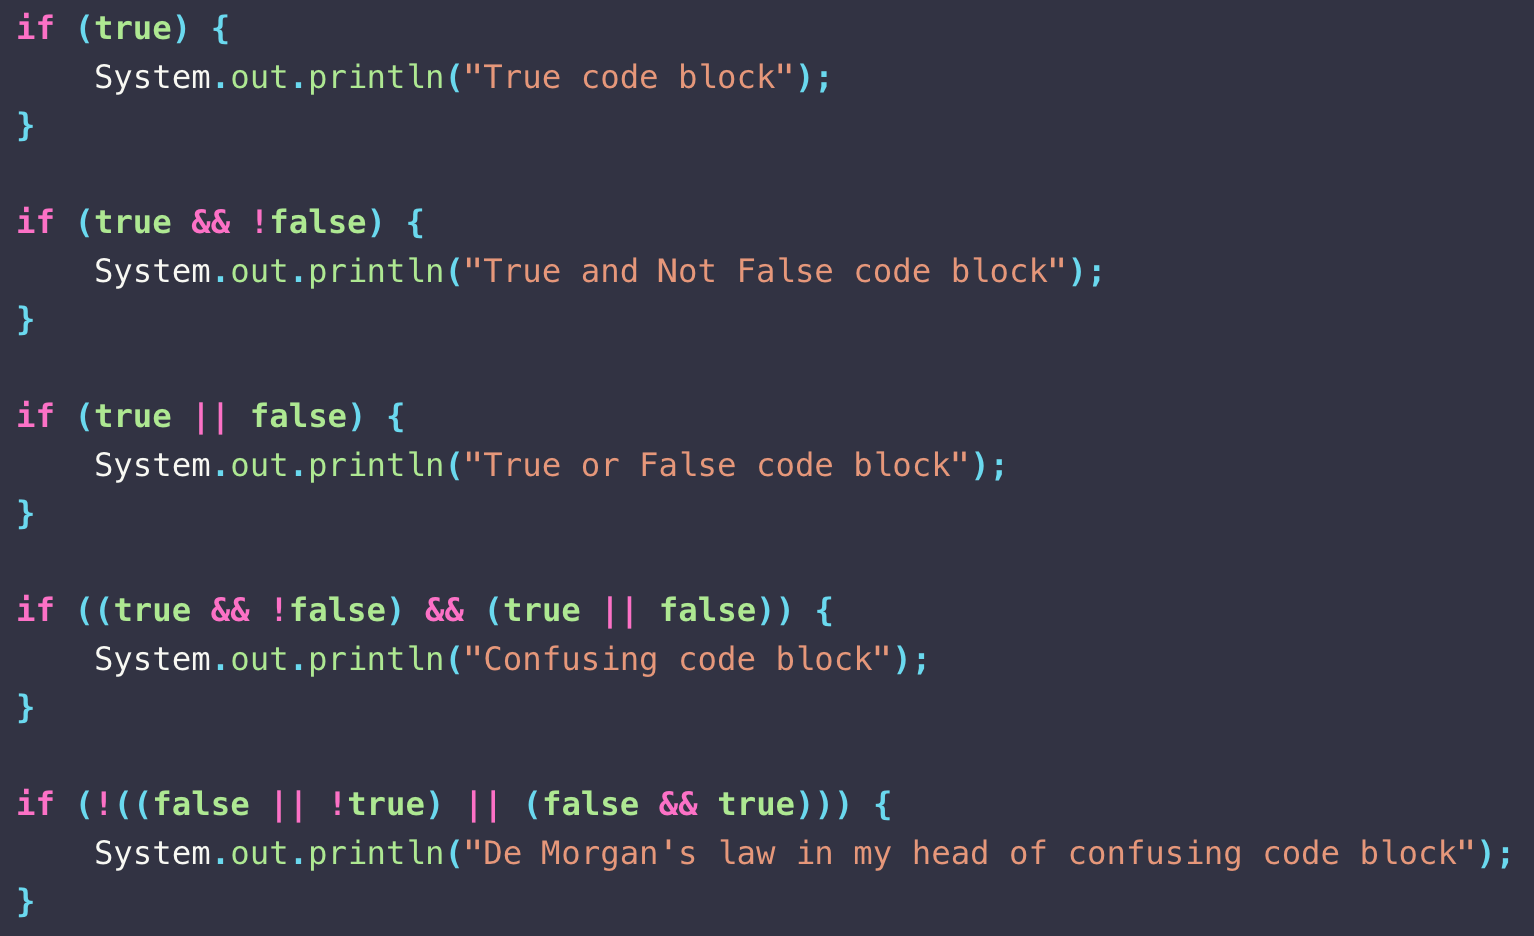 if (true) {
    System.out.println("True code block");
}

if (true && !false) {
    System.out.println("True and Not False code block");
}

if (true || false) {
    System.out.println("True or False code block");
}

if ((true && !false) && (true || false)) {
    System.out.println("Confusing code block");
}

if (!((false || !true) || (false && true))) {
    System.out.println("De Morgan's law in my head of confusing code block");
}